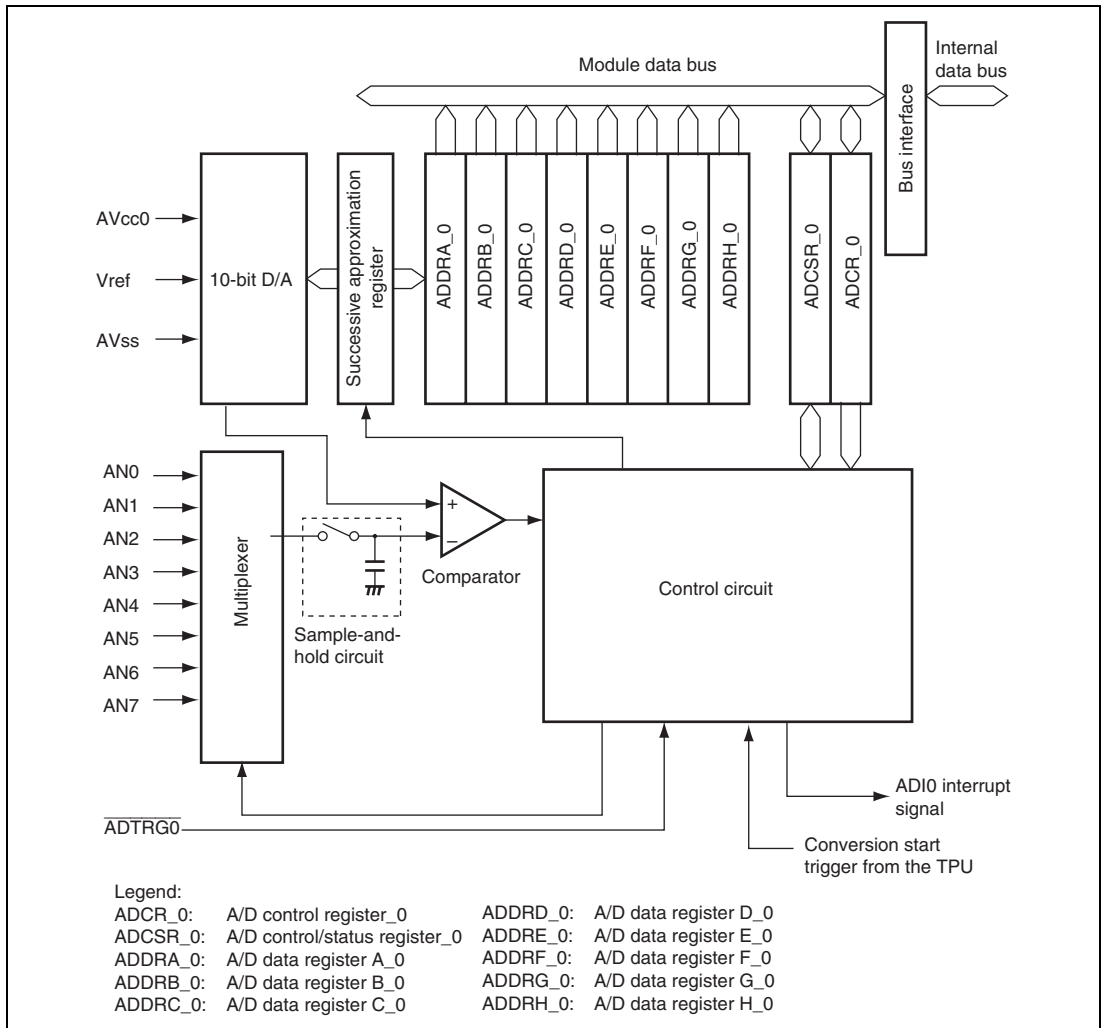 Module data bus
Internal
data bus
Bus interface
AVcc0
Vref
AVss
10-bit D/A
Successive approximation
register
ADDRA_0
ADDRB_0
ADDRC_0
ADDRD_0
ADDRE_0
ADDRF_0
ADDRG_0
ADDRH_0
ADCSR_0
ADCR_0
AN0
AN1
AN2
AN3
AN4
AN5
AN6
AN7
Multiplexer
+
–
Comparator
Sample-and-
hold circuit
Control circuit
ADI0 interrupt
signal
ADTRG0
Conversion start
trigger from the TPU
Legend:
ADCR_0: A/D control register_0
ADCSR_0: A/D control/status register_0
ADDRA_0: A/D data register A_0
ADDRB_0: A/D data register B_0
ADDRC_0: A/D data register C_0
ADDRD_0: A/D data register D_0
ADDRE_0: A/D data register E_0
ADDRF_0: A/D data register F_0
ADDRG_0: A/D data register G_0
ADDRH_0: A/D data register H_0